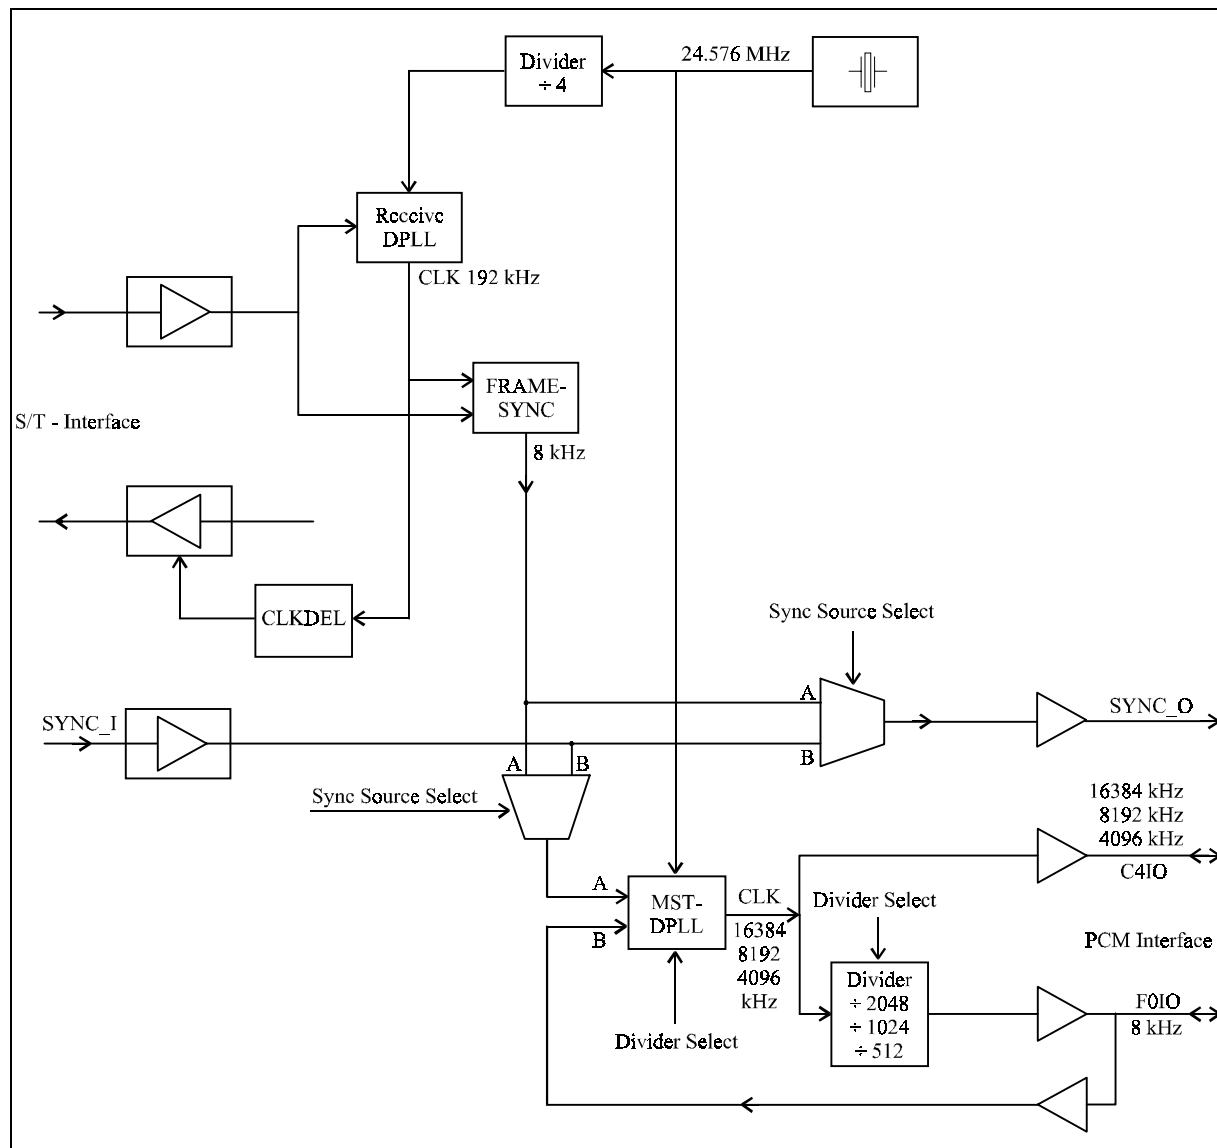 24.576 MHz
Divider
÷ 4
Receive
DPLL
CLK 192 kHz
FRAME-
SYNC
S/T - Interface
8 kHz
CLKDEL
Sync Source Select
A
SYNC_I
SYNC_O
B
A
B
Sync Source Select
16384 kHz
8192 kHz
4096 kHz
C4IO
A
MST-
DPLL
B
CLK
16384
8192
4096
kHz
Divider Select
PCM Interface
Divider
÷ 2048
÷ 1024
÷ 512
F0IO
8 kHz
Divider Select